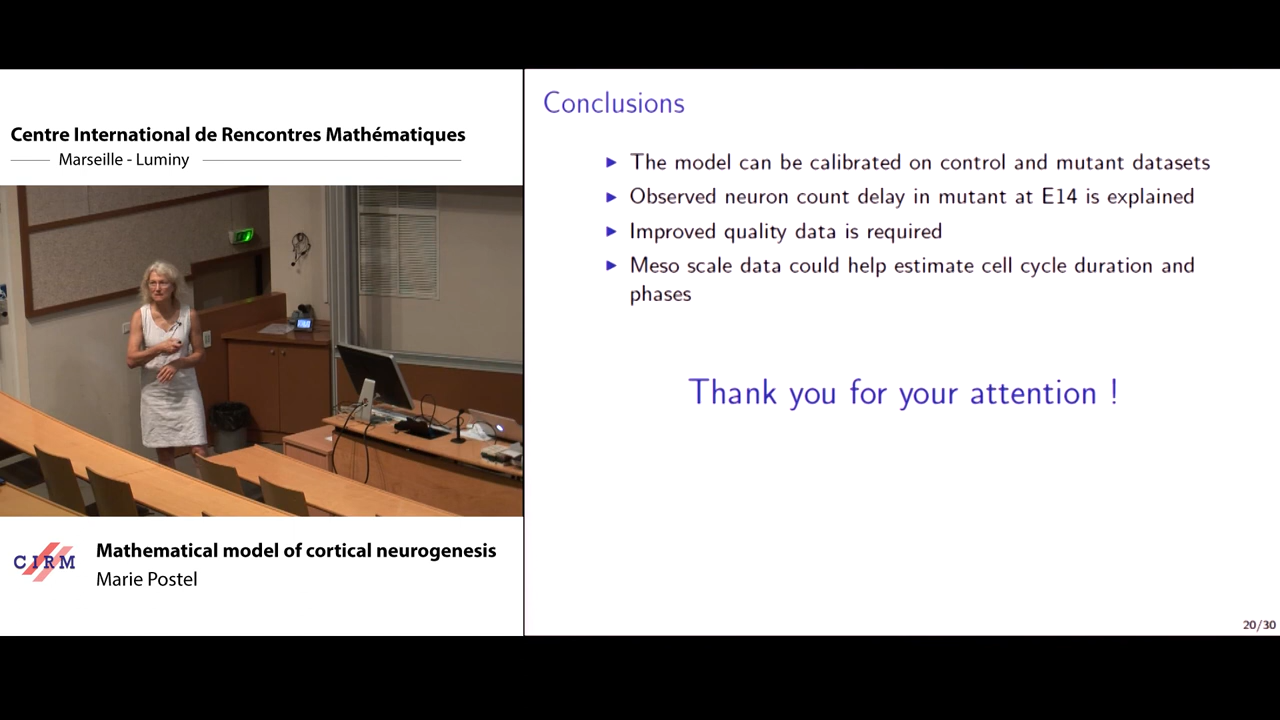 Centre International de Rencontres Mathématiques
Marseille - Luminy
CIRM
Mathematical model of cortical neurogenesis
Marie Postel
Conclusions
The model can be calibrated on control and mutant datasets
Observed neuron count delay in mutant at E14 is explained
Improved quality data is required
Meso scale data could help estimate cell cycle duration and
phases
Thank you for your attention !
20/30